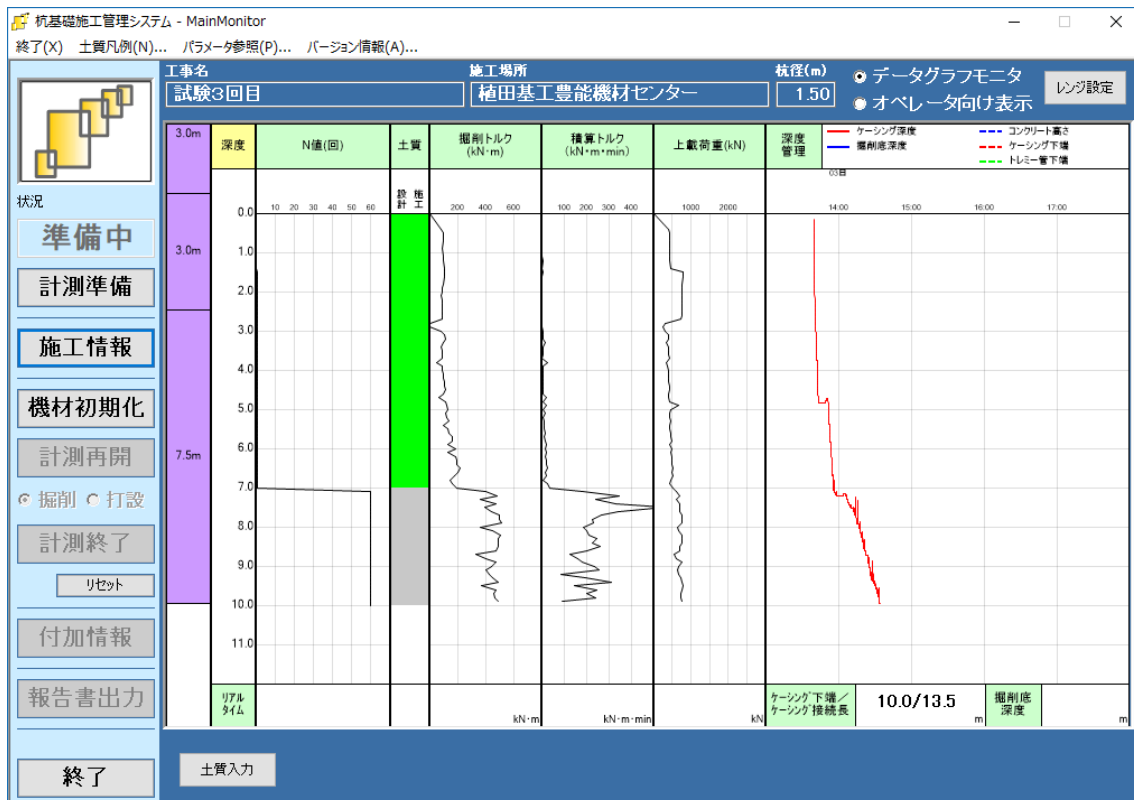 杭基礎施工管理システム - MainMonitor
終了(X) 土質凡例(N)... パラメータ参照(P)... バージョン情報(A)...
工事名 施工場所 杭径(m)
試験3回目 植田基工豊能機材センター 1.50
データグラフモニタ
オペレータ向け表示
レンジ設定
状況
準備中
計測準備
施工情報
機材初期化
計測再開
掘削 打設
計測終了
リセット
付加情報
報告書出力
終了
3.0m
3.0m
7.5m
深度 N値(回) 土質 掘削トルク(kN・m) 積算トルク(kN・m・min) 上載荷重(kN) 深度管理
ケーシング深度 コンクリート高さ
掘削底深度 ケーシング下端
トレミー管下端
03日
設計 施工
10 20 30 40 50 60 200 400 600 100 200 300 400 1000 2000 14:00 15:00 16:00 17:00
0.0
1.0
2.0
3.0
4.0
5.0
6.0
7.0
8.0
9.0
10.0
11.0
リアルタイム kN・m kN・m・min kN
ケーシング下端／ケーシング接続長 10.0/13.5 m 掘削底深度 m
土質入力